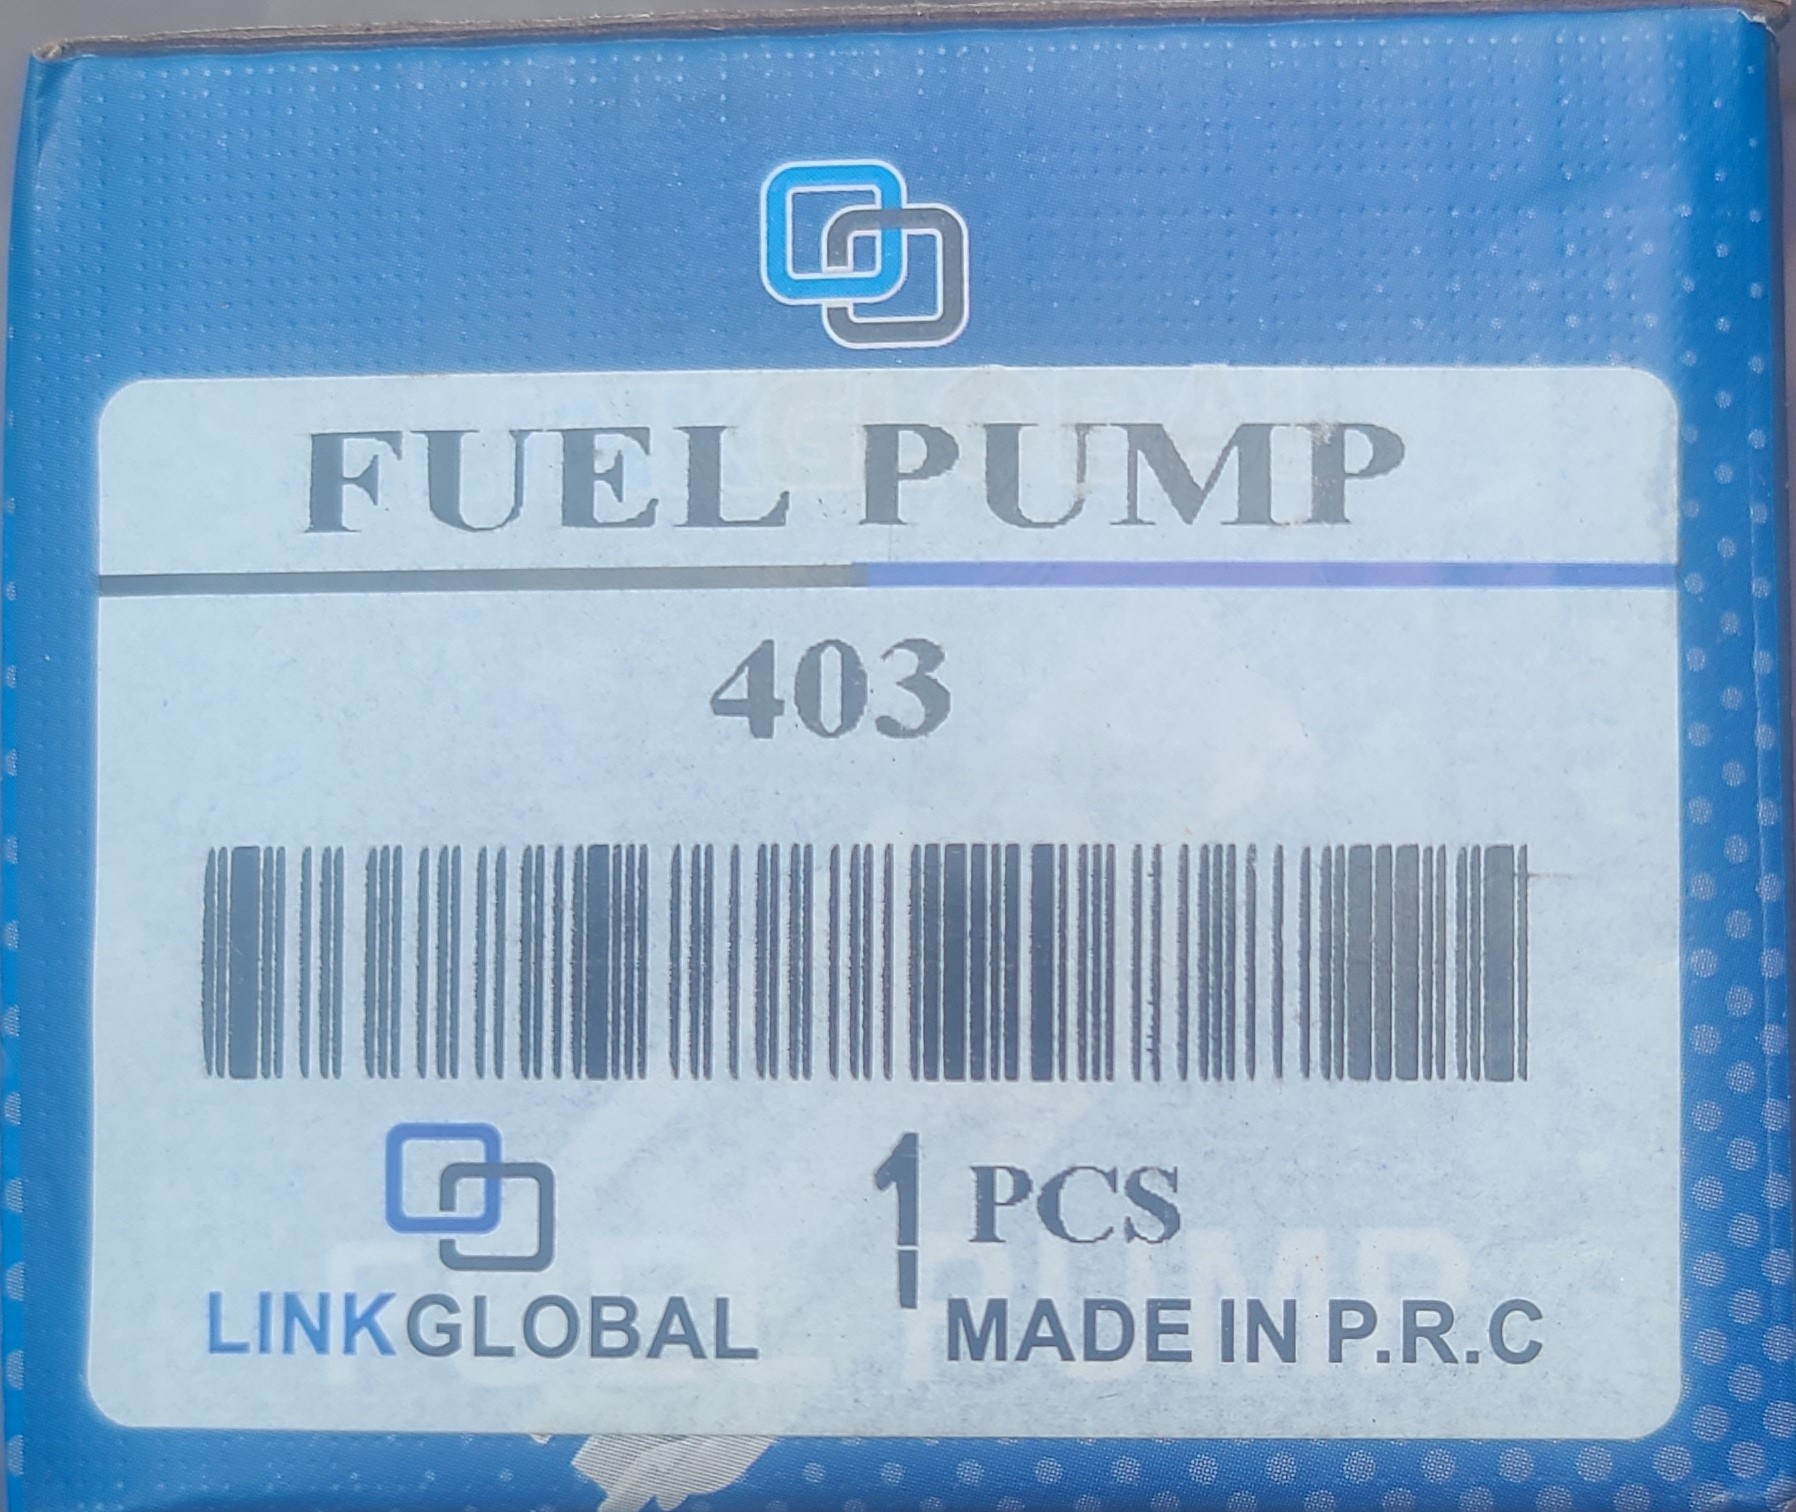 FUEL PUMP
403
1 PCS
LINKGLOBAL
MADE IN P.R.C